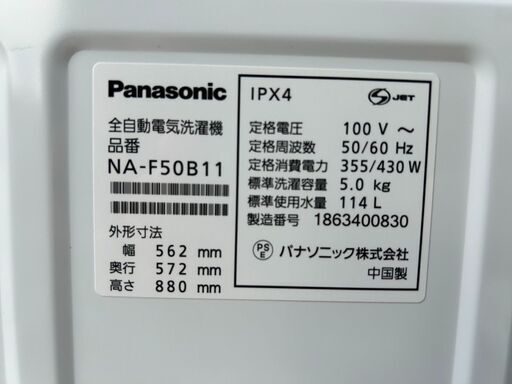 Panasonic
全自動電気洗濯機
品番
NA-F50B11
外形寸法
幅 562 mm
奥行 572 mm
高さ 880 mm
IPX4
S JET
定格電圧 100 V ～
定格周波数 50/60 Hz
定格消費電力 355/430 W
標準洗濯容量 5.0 kg
標準使用水量 114 L
製造番号 1863400830
PS E パナソニック株式会社
中国製